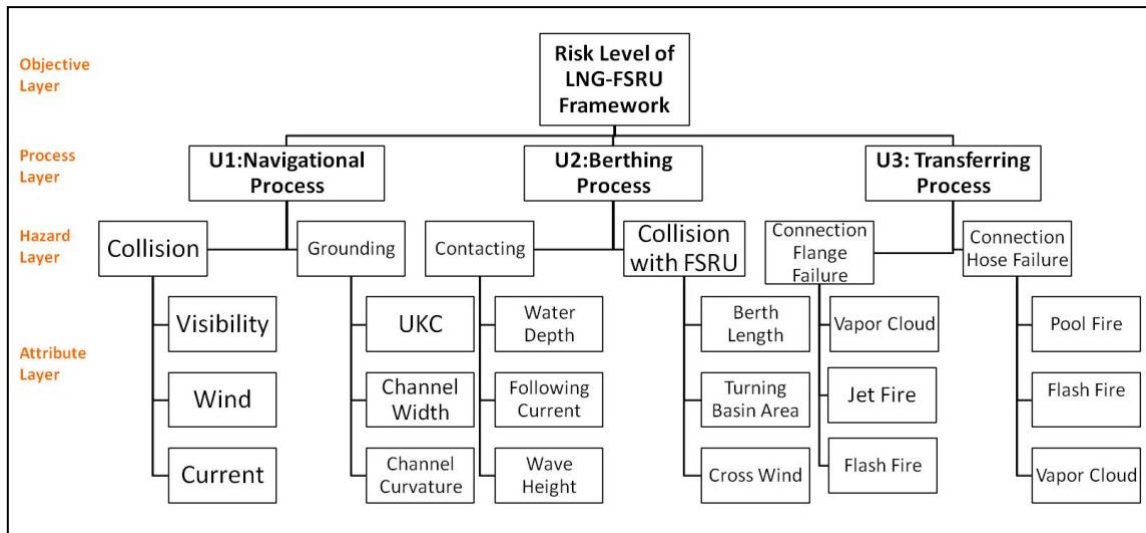 Objective
Layer
Risk Level of
LNG-FSRU
Framework
Process
Layer
U1:Navigational
Process
U2:Berthing
Process
U3: Transferring
Process
Hazard
Layer
Collision
Grounding
Contacting
Collision
with FSRU
Connection
Flange
Failure
Connection
Hose Failure
Attribute
Layer
Visibility
Wind
Current
UKC
Channel
Width
Channel
Curvature
Water
Depth
Following
Current
Wave
Height
Berth
Length
Turning
Basin Area
Cross Wind
Vapor Cloud
Jet Fire
Flash Fire
Pool Fire
Flash Fire
Vapor Cloud